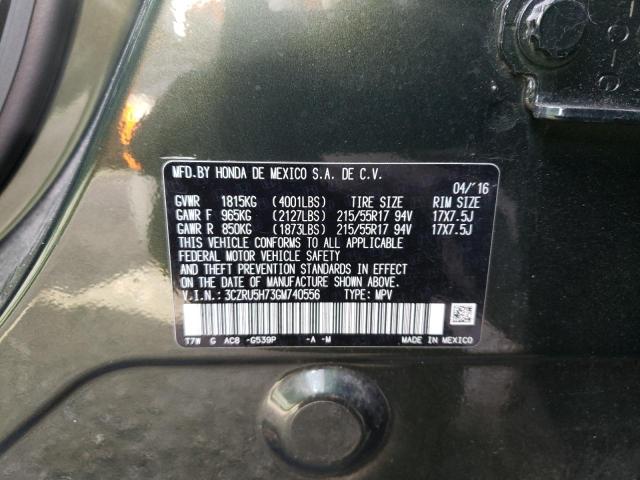 MFD.BY HONDA DE MEXICO S.A. DE C.V.
04/'16
GVWR 1815KG (4001LBS) TIRE SIZE RIM SIZE
GAWR F 965KG (2127LBS) 215/55R17 94V 17X7.5J
GAWR R 850KG (1873LBS) 215/55R17 94V 17X7.5J
THIS VEHICLE CONFORMS TO ALL APPLICABLE
FEDERAL MOTOR VEHICLE SAFETY
AND THEFT PREVENTION STANDARDS IN EFFECT
ON THE DATE OF MANUFACTURE SHOWN ABOVE.
V.I.N.: 3CZRU5H73GM740556 TYPE: MPV
T7W G AC8 -G539P -A -M MADE IN MEXICO